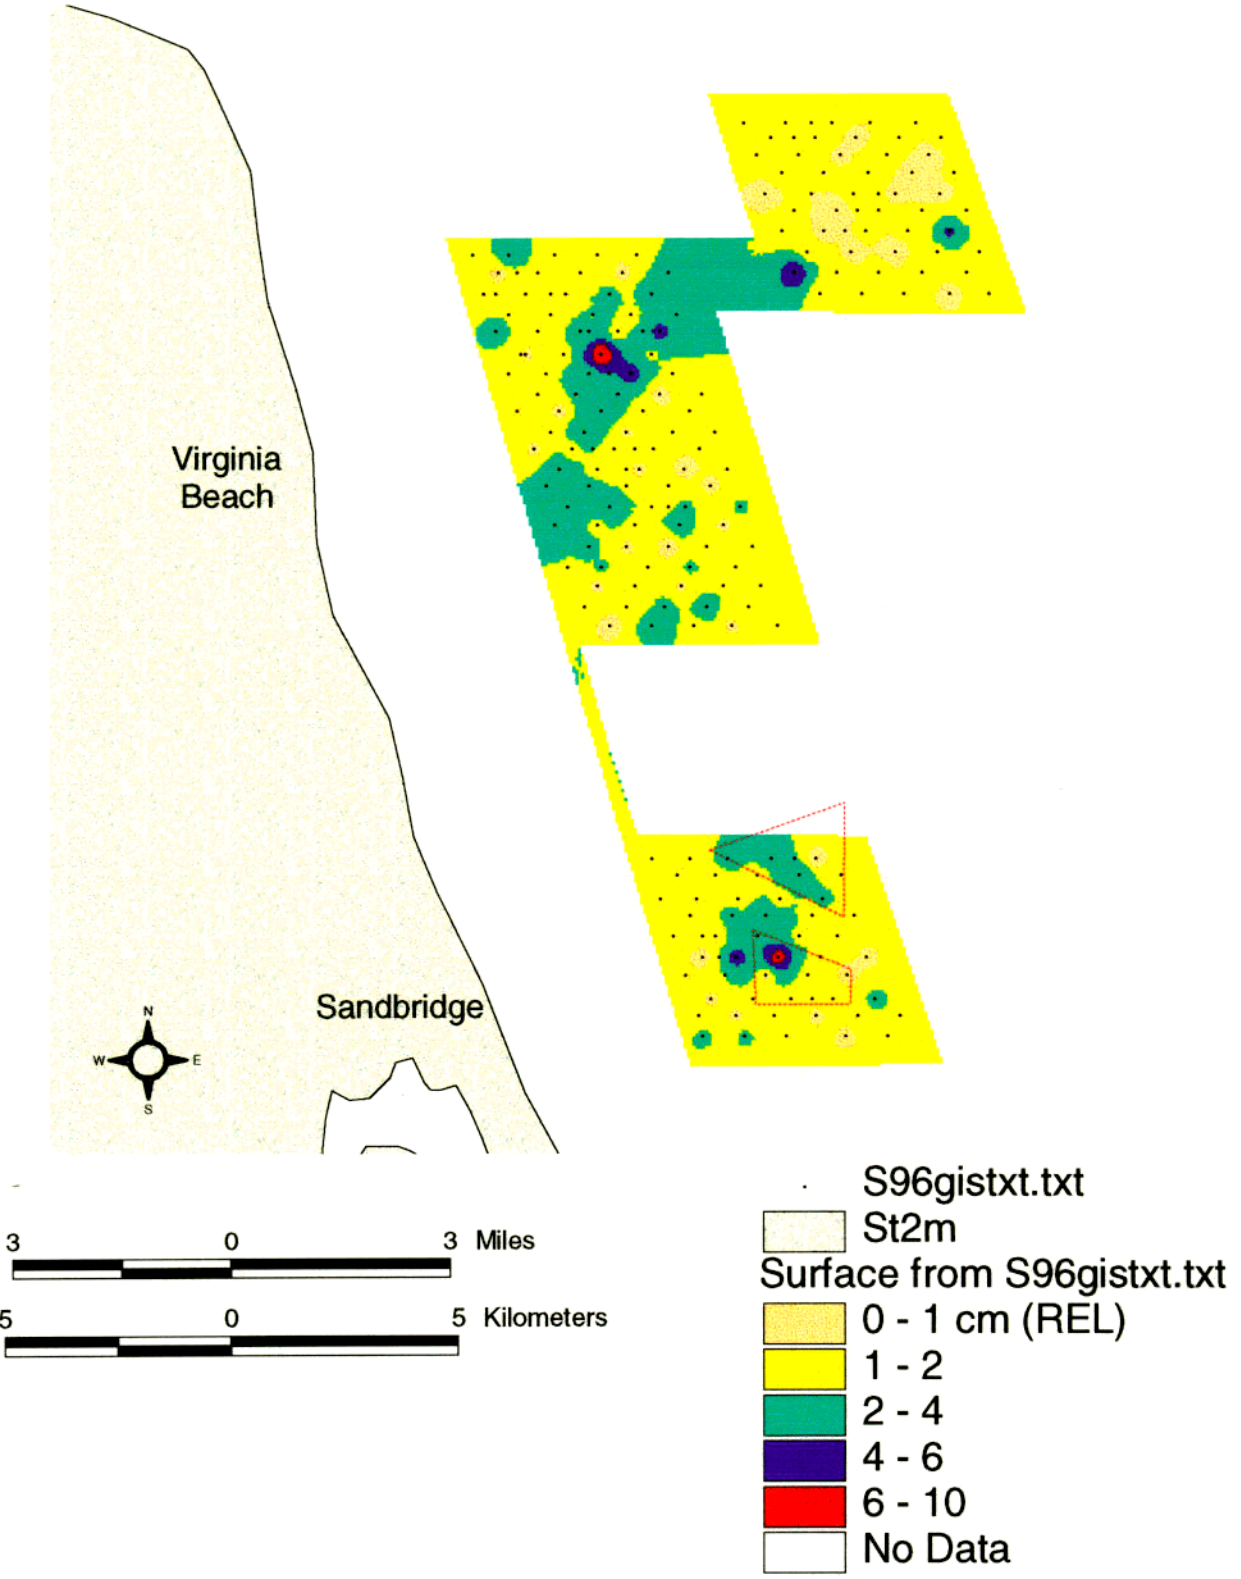 Virginia
Beach
Sandbridge
N
W E
S
3 0 3 Miles
5 0 5 Kilometers
S96gistxt.txt
St2m
Surface from S96gistxt.txt
0 - 1 cm (REL)
1 - 2
2 - 4
4 - 6
6 - 10
No Data